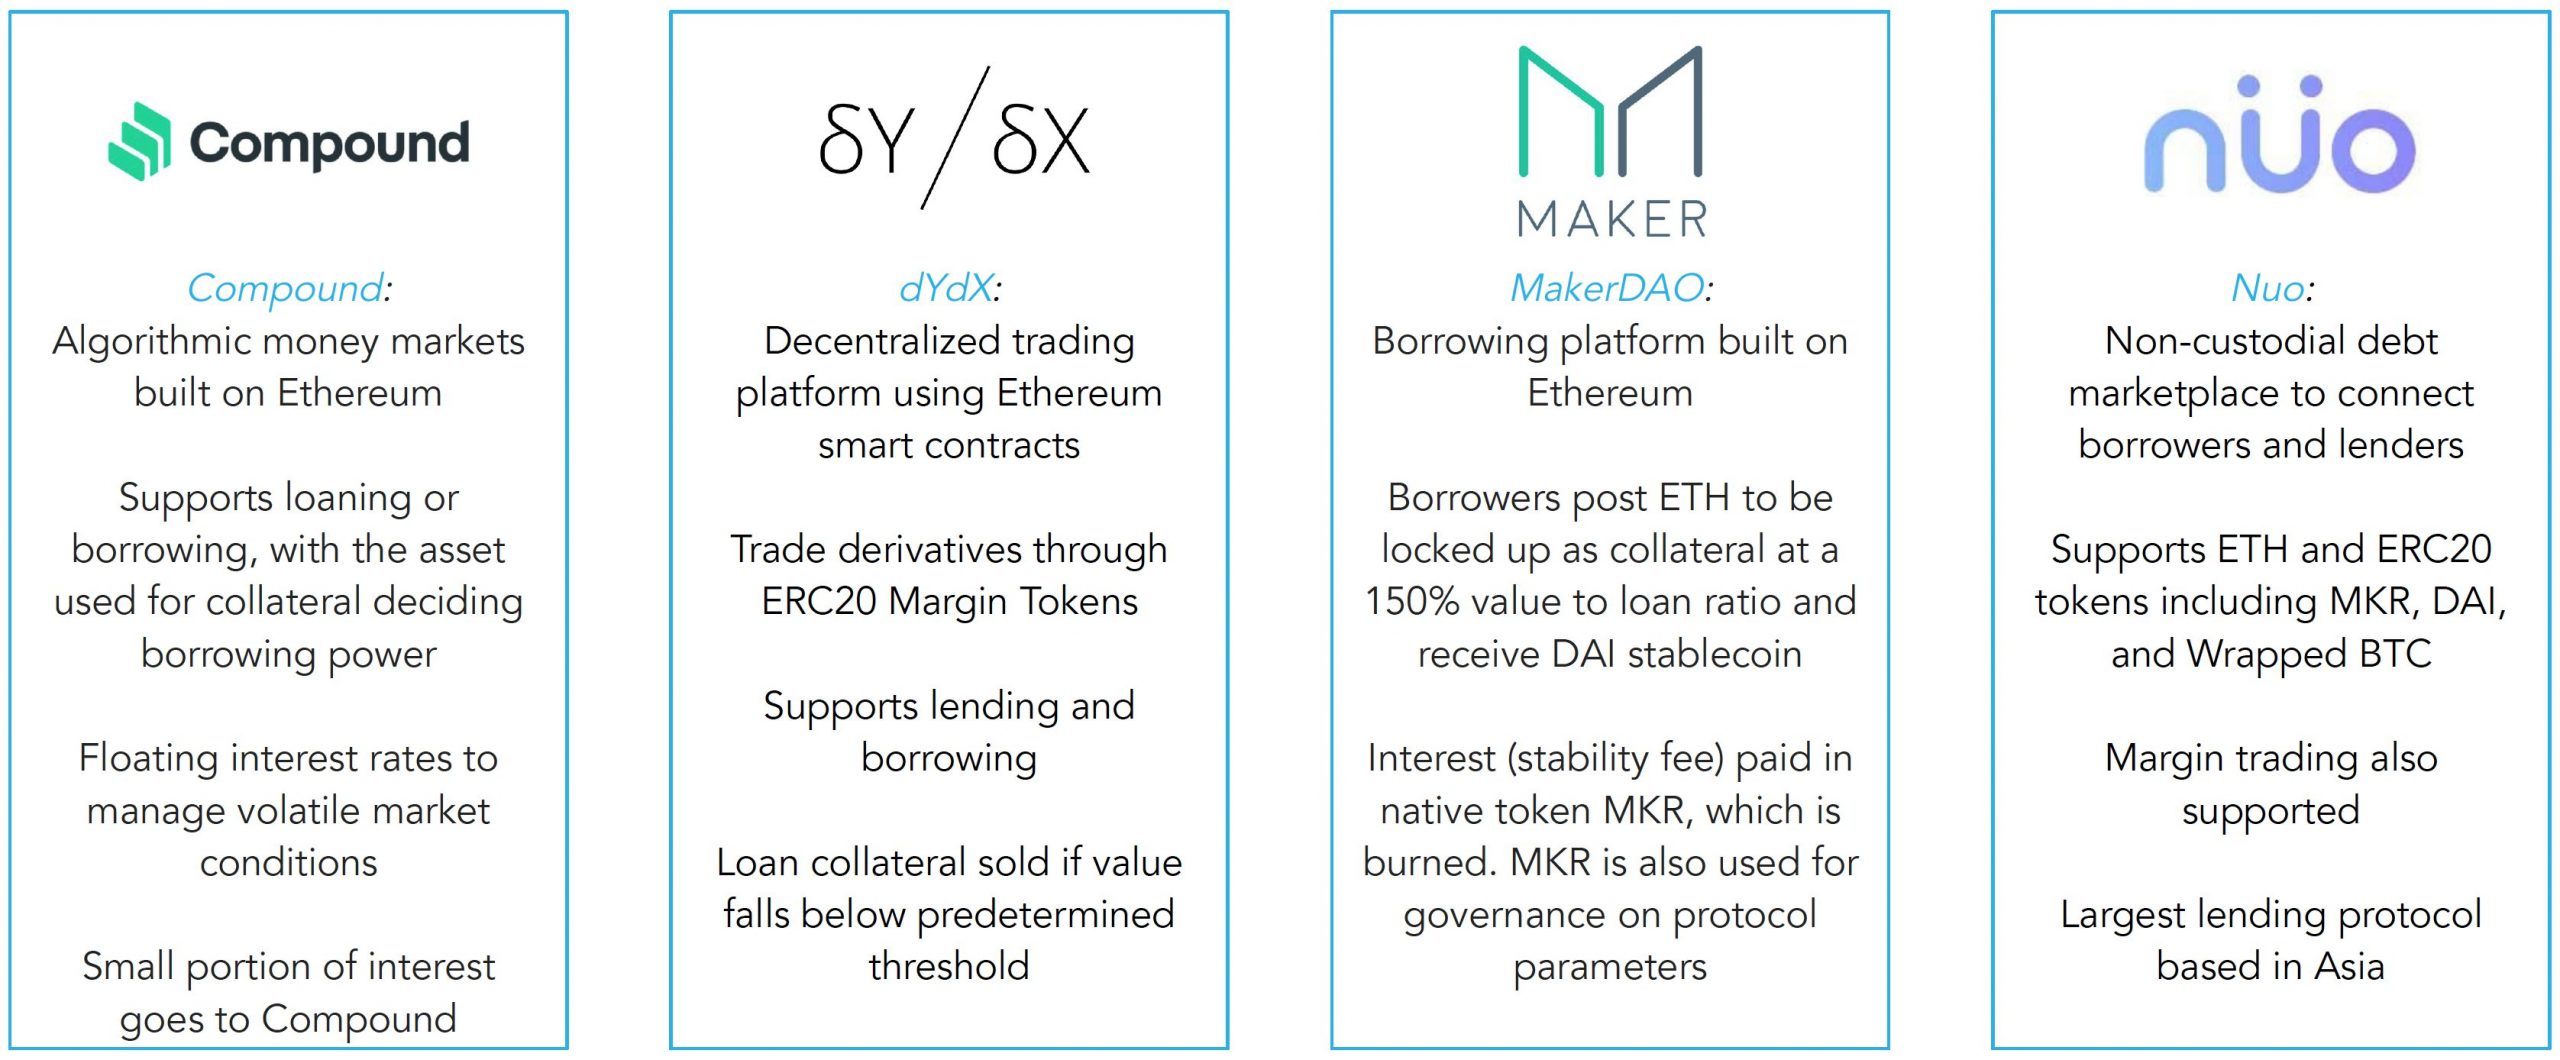 Compound
Compound:
Algorithmic money markets
built on Ethereum
Supports loaning or
borrowing, with the asset
used for collateral deciding
borrowing power
Floating interest rates to
manage volatile market
conditions
Small portion of interest
goes to Compound
δY/δX
dYdX:
Decentralized trading
platform using Ethereum
smart contracts
Trade derivatives through
ERC20 Margin Tokens
Supports lending and
borrowing
Loan collateral sold if value
falls below predetermined
threshold
MAKER
MakerDAO:
Borrowing platform built on
Ethereum
Borrowers post ETH to be
locked up as collateral at a
150% value to loan ratio and
receive DAI stablecoin
Interest (stability fee) paid in
native token MKR, which is
burned. MKR is also used for
governance on protocol
parameters
nüo
Nuo:
Non-custodial debt
marketplace to connect
borrowers and lenders
Supports ETH and ERC20
tokens including MKR, DAI,
and Wrapped BTC
Margin trading also
supported
Largest lending protocol
based in Asia